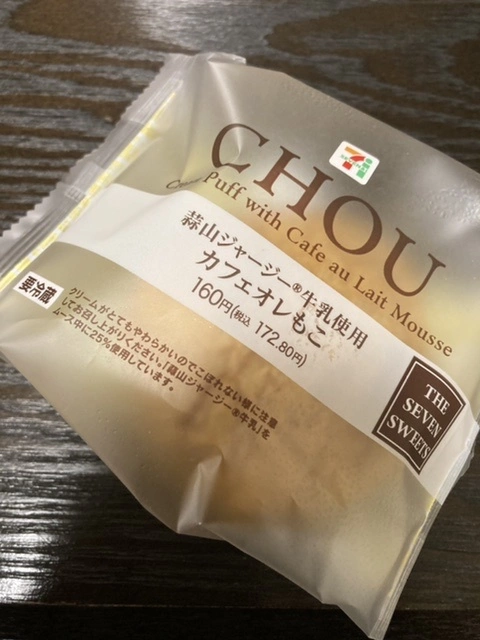 CHOU
Puff with Cafe au Lait Mousse
蒜山ジャージー®牛乳使用
カフェオレもこ
160円(税込 172.80円)
要冷蔵
クリームがとてもやわらかいのでこぼれない様に注意
してお召し上がりください。「蒜山ジャージー®牛乳」を
ムース中に25%使用しています。
THE
SEVEN
SWEETS